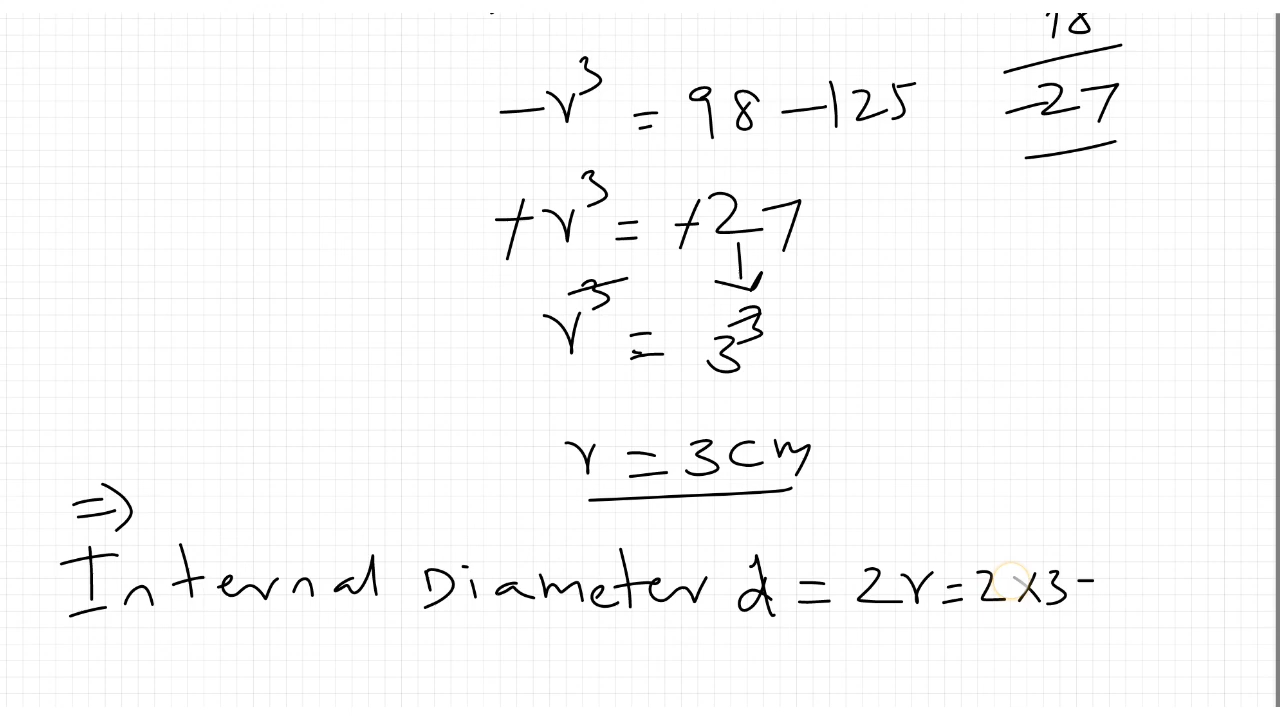 98
-r³ = 98 - 125
-27
+r³ = +27
r³ = 3³
r = 3cm
⇒
Internal Diameter d = 2r = 2×3 -